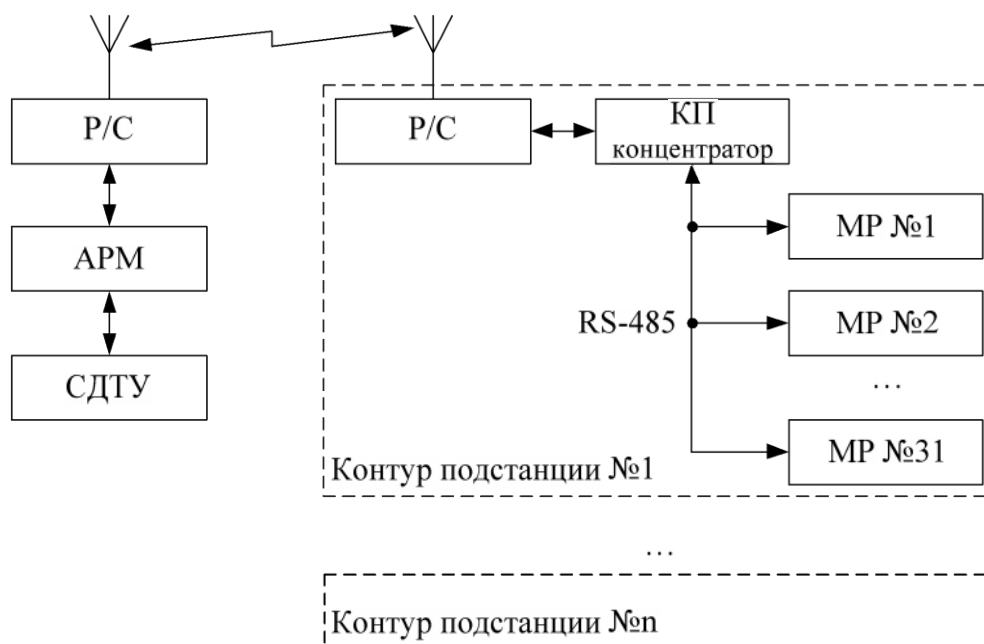 Р/С
АРМ
СДТУ
Р/С
КП
концентратор
МР №1
RS-485
МР №2
...
МР №31
Контур подстанции №1
...
Контур подстанции №n